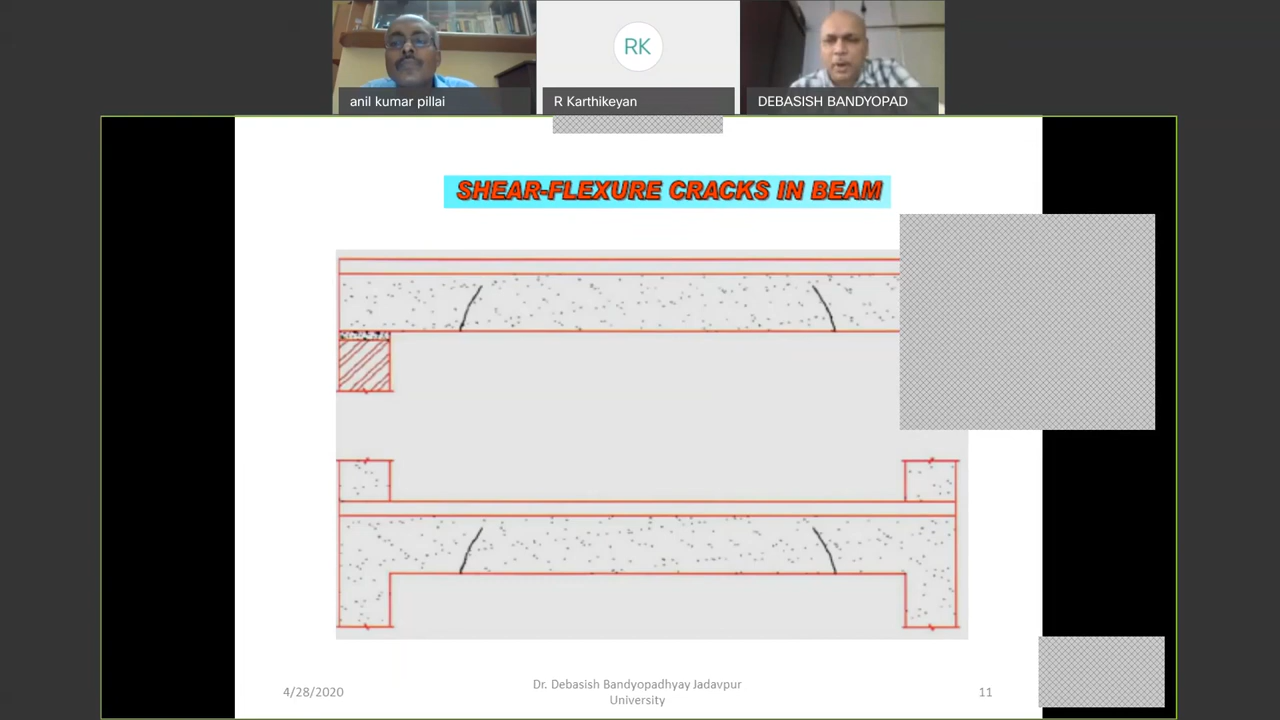 RK
anil kumar pillai
R Karthikeyan
DEBASISH BANDYOPAD
SHEAR-FLEXURE CRACKS IN BEAM
4/28/2020
Dr. Debasish Bandyopadhyay Jadavpur
University
11